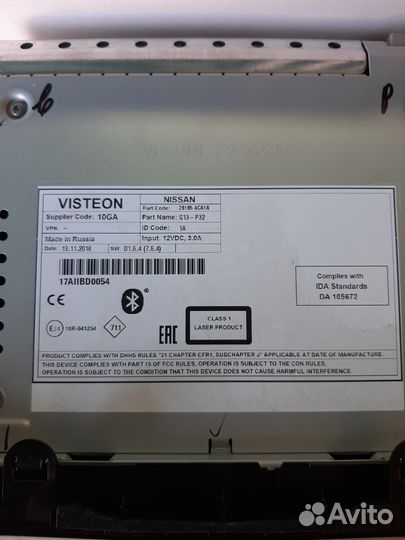 6
P
VISTEON
NISSAN
Supplier Code: 10GA
Part Code: 28185 4CA1A
VPN: --
Part Name: G13-P32
Made in Russia
ID Code: 1A
Input: 12VDC, 3.0A
Date: 13.11.2018
SW: D1.6.4 (7.6.4)
17AIIBD0054
Complies with
IDA Standards
DA 105672
CE
CLASS 1
LASER PRODUCT
10R-041254
711
EAC
PRODUCT COMPLIES WITH DHHS RULES "21 CHAPTER CFR1, SUBCHAPTER J" APPLICABLE AT DATE OF MANUFACTURE.
THIS DEVICE COMPLIES WITH PART 15 OF FCC RULES, OPERATION IS SUBJECT TO THE CON RULES.
OPERATION IS SUBJECT TO THE CONDITION THAT THIS DEVICE DOES NOT CAUSE HARMFUL INTERFERENCE.
Avito